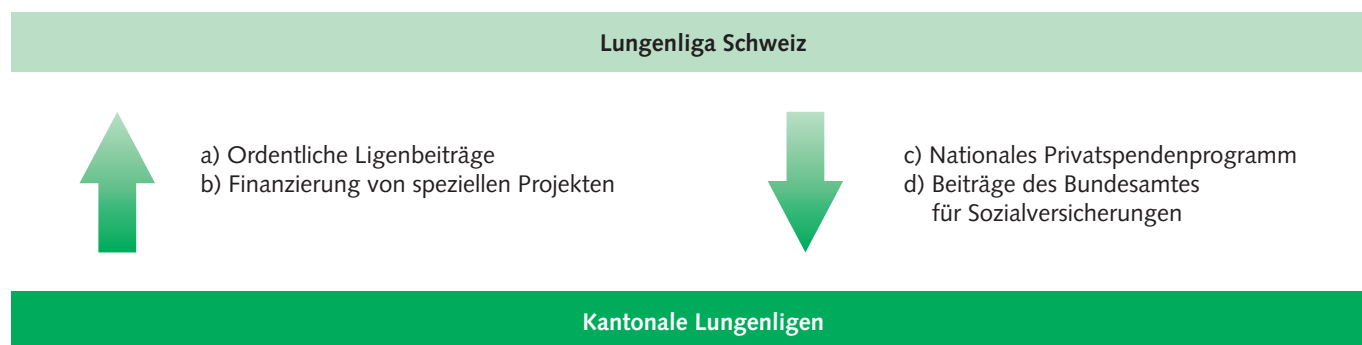 Lungenliga Schweiz
a) Ordentliche Ligenbeiträge
b) Finanzierung von speziellen Projekten
c) Nationales Privatspendenprogramm
d) Beiträge des Bundesamtes
für Sozialversicherungen
Kantonale Lungenligen